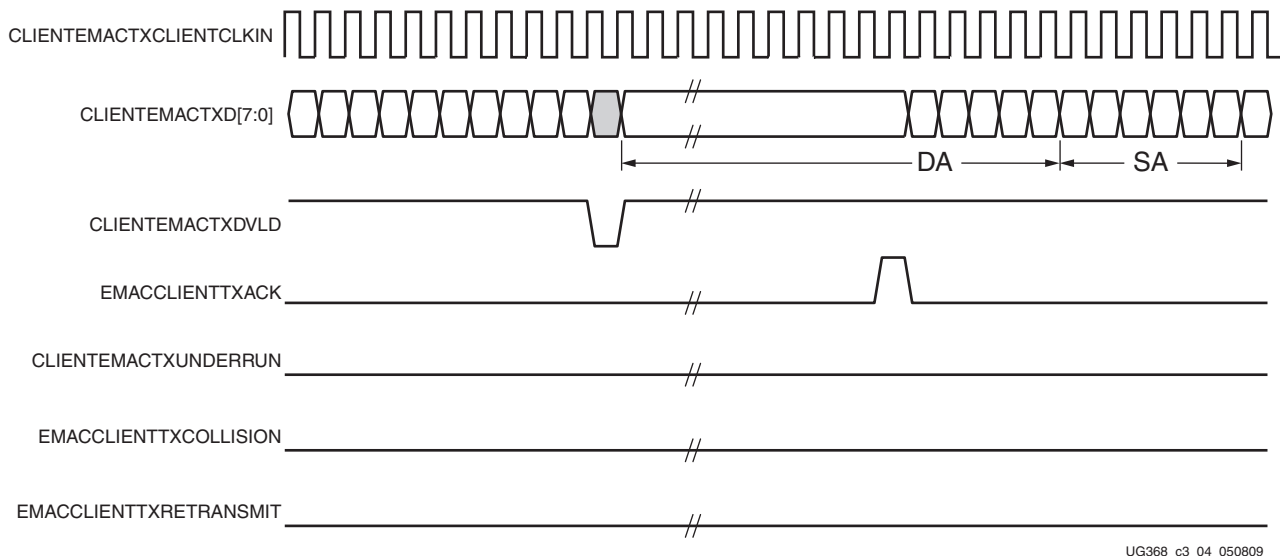 CLIENTEMACTXCLIENTCLKIN
CLIENTEMACTXD[7:0]
DA
SA
CLIENTEMACTXDVLD
EMACCLIENTTXACK
CLIENTEMACTXUNDERRUN
EMACCLIENTTXCOLLISION
EMACCLIENTTXRETRANSMIT
UG368_c3_04_050809